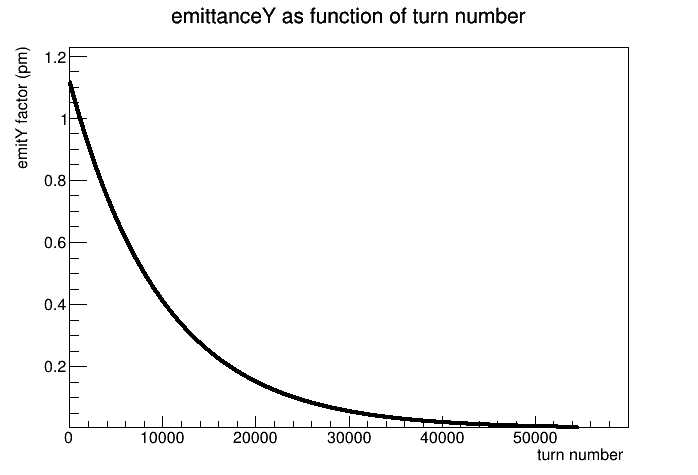 emittanceY as function of turn number
emitY factor (pm)
1.2
1
0.8
0.6
0.4
0.2
0 10000 20000 30000 40000 50000
turn number